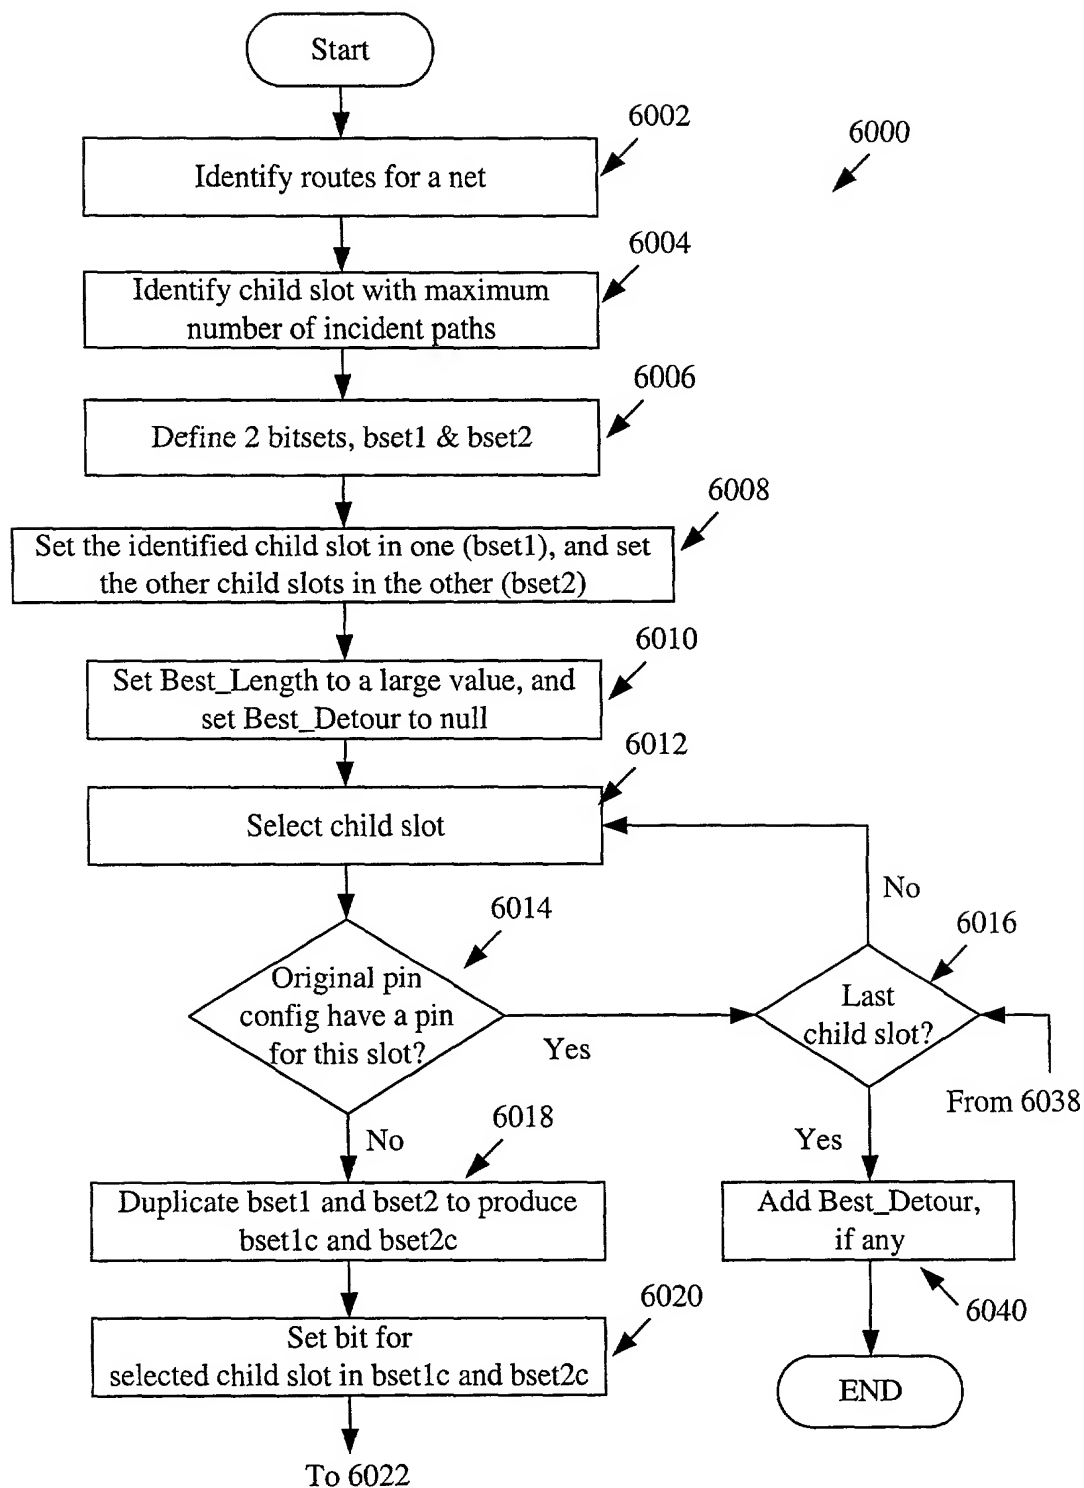 Start
6002
6000
Identify routes for a net
6004
Identify child slot with maximum
number of incident paths
6006
Define 2 bitsets, bset1 & bset2
6008
Set the identified child slot in one (bset1), and set
the other child slots in the other (bset2)
6010
Set Best_Length to a large value, and
set Best_Detour to null
6012
Select child slot
No
6014
6016
Original pin
config have a pin
for this slot?
Last
child slot?
Yes
From 6038
6018
No
Yes
Duplicate bset1 and bset2 to produce
bset1c and bset2c
Add Best_Detour,
if any
6020
6040
Set bit for
selected child slot in bset1c and bset2c
END
To 6022